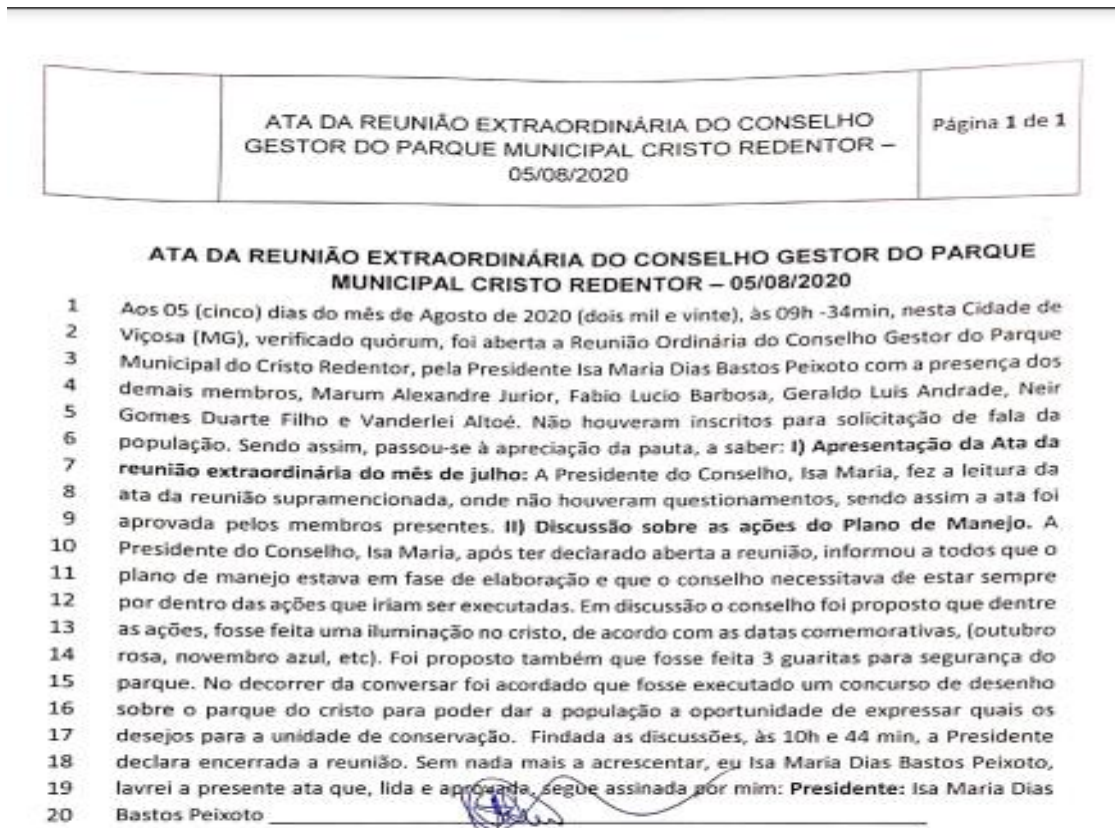 ATA DA REUNIÃO EXTRAORDINÁRIA DO CONSELHO
GESTOR DO PARQUE MUNICIPAL CRISTO REDENTOR –
05/08/2020
Página 1 de 1
ATA DA REUNIÃO EXTRAORDINÁRIA DO CONSELHO GESTOR DO PARQUE
MUNICIPAL CRISTO REDENTOR – 05/08/2020
1 Aos 05 (cinco) dias do mês de Agosto de 2020 (dois mil e vinte), às 09h -34min, nesta Cidade de
2 Viçosa (MG), verificado quórum, foi aberta a Reunião Ordinária do Conselho Gestor do Parque
3 Municipal do Cristo Redentor, pela Presidente Isa Maria Dias Bastos Peixoto com a presença dos
4 demais membros, Marum Alexandre Jurior, Fabio Lucio Barbosa, Geraldo Luis Andrade, Neir
5 Gomes Duarte Filho e Vanderlei Altoé. Não houveram inscritos para solicitação de fala da
6 população. Sendo assim, passou-se à apreciação da pauta, a saber: I) Apresentação da Ata da
7 reunião extraordinária do mês de julho: A Presidente do Conselho, Isa Maria, fez a leitura da
8 ata da reunião supramencionada, onde não houveram questionamentos, sendo assim a ata foi
9 aprovada pelos membros presentes. II) Discussão sobre as ações do Plano de Manejo. A
10 Presidente do Conselho, Isa Maria, após ter declarado aberta a reunião, informou a todos que o
11 plano de manejo estava em fase de elaboração e que o conselho necessitava de estar sempre
12 por dentro das ações que iriam ser executadas. Em discussão o conselho foi proposto que dentre
13 as ações, fosse feita uma iluminação no cristo, de acordo com as datas comemorativas, (outubro
14 rosa, novembro azul, etc). Foi proposto também que fosse feita 3 guaritas para segurança do
15 parque. No decorrer da conversar foi acordado que fosse executado um concurso de desenho
16 sobre o parque do cristo para poder dar a população a oportunidade de expressar quais os
17 desejos para a unidade de conservação. Findada as discussões, às 10h e 44 min, a Presidente
18 declara encerrada a reunião. Sem nada mais a acrescentar, eu Isa Maria Dias Bastos Peixoto,
19 lavrei a presente ata que, lida e aprovada, segue assinada por mim: Presidente: Isa Maria Dias
20 Bastos Peixoto